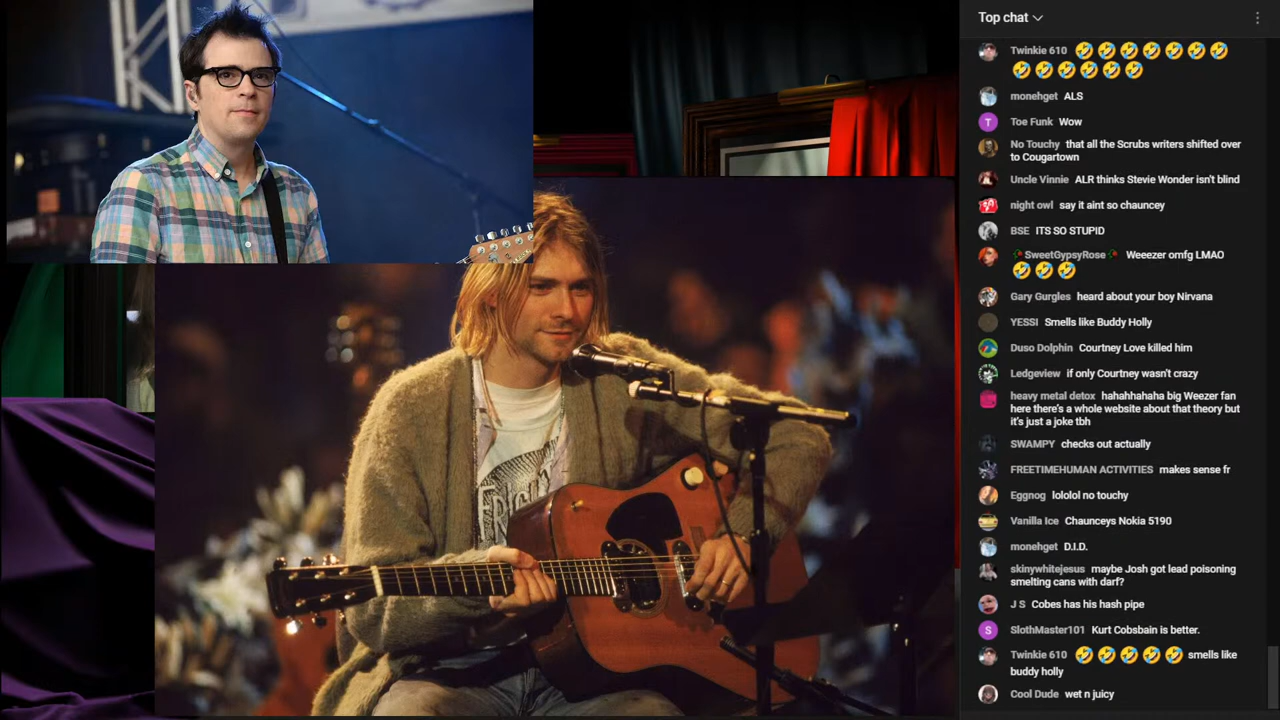 Top chat
Twinkie 610 🤣🤣🤣🤣🤣🤣🤣
🤣🤣🤣🤣🤣🤣
monehget ALS
T Toe Funk Wow
No Touchy that all the Scrubs writers shifted over
to Cougartown
Uncle Vinnie ALR thinks Stevie Wonder isn't blind
night owl say it aint so chauncey
BSE ITS SO STUPID
🌹SweetGypsyRose🌹 Weeezer omfg LMAO
🤣🤣🤣
Gary Gurgles heard about your boy Nirvana
YESSI Smells like Buddy Holly
Duso Dolphin Courtney Love killed him
Ledgeview if only Courtney wasn't crazy
heavy metal detox hahahhahaha big Weezer fan
here there's a whole website about that theory but
it's just a joke tbh
SWAMPY checks out actually
FREETIMEHUMAN ACTIVITIES makes sense fr
Eggnog lololol no touchy
Vanilla Ice Chaunceys Nokia 5190
monehget D.I.D.
skinywhitejesus maybe Josh got lead poisoning
smelting cans with darf?
J S Cobes has his hash pipe
S SlothMaster101 Kurt Cobsbain is better.
Twinkie 610 🤣🤣🤣🤣🤣 smells like
buddy holly
Cool Dude wet n juicy